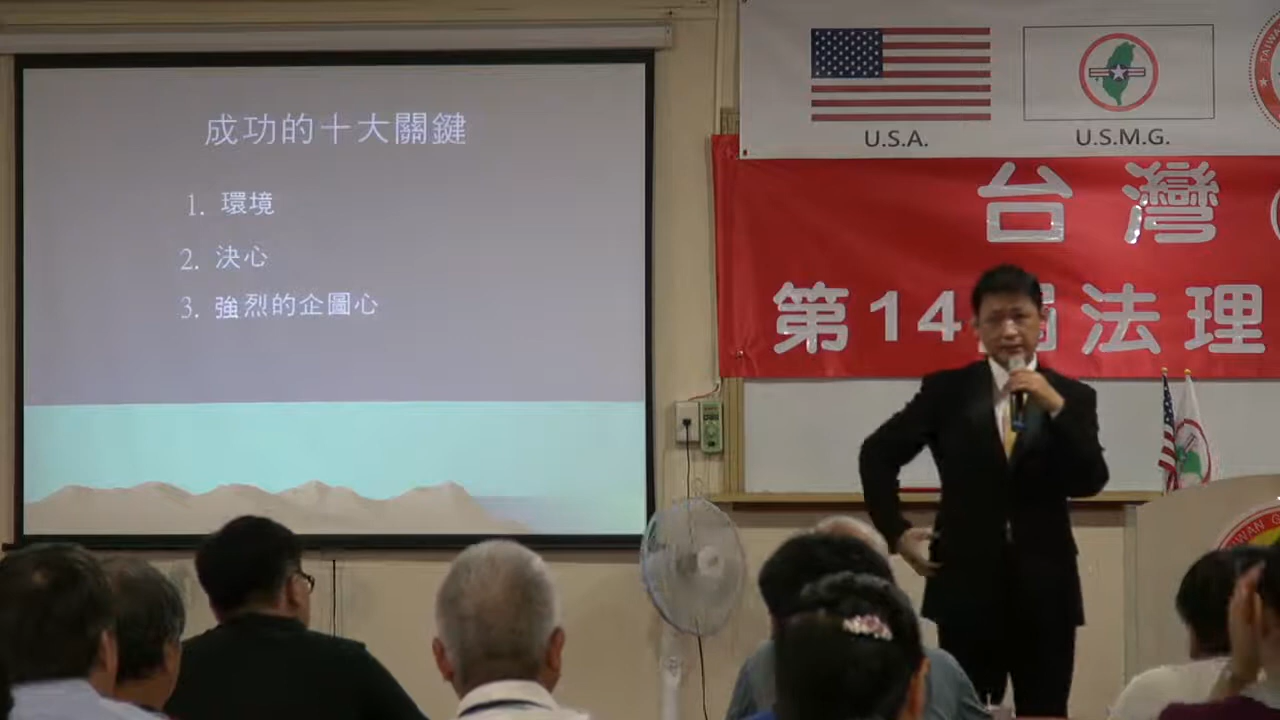 成功的十大關鍵
1. 環境
2. 決心
3. 強烈的企圖心
U.S.A.
U.S.M.G.
台灣
第14屆法理